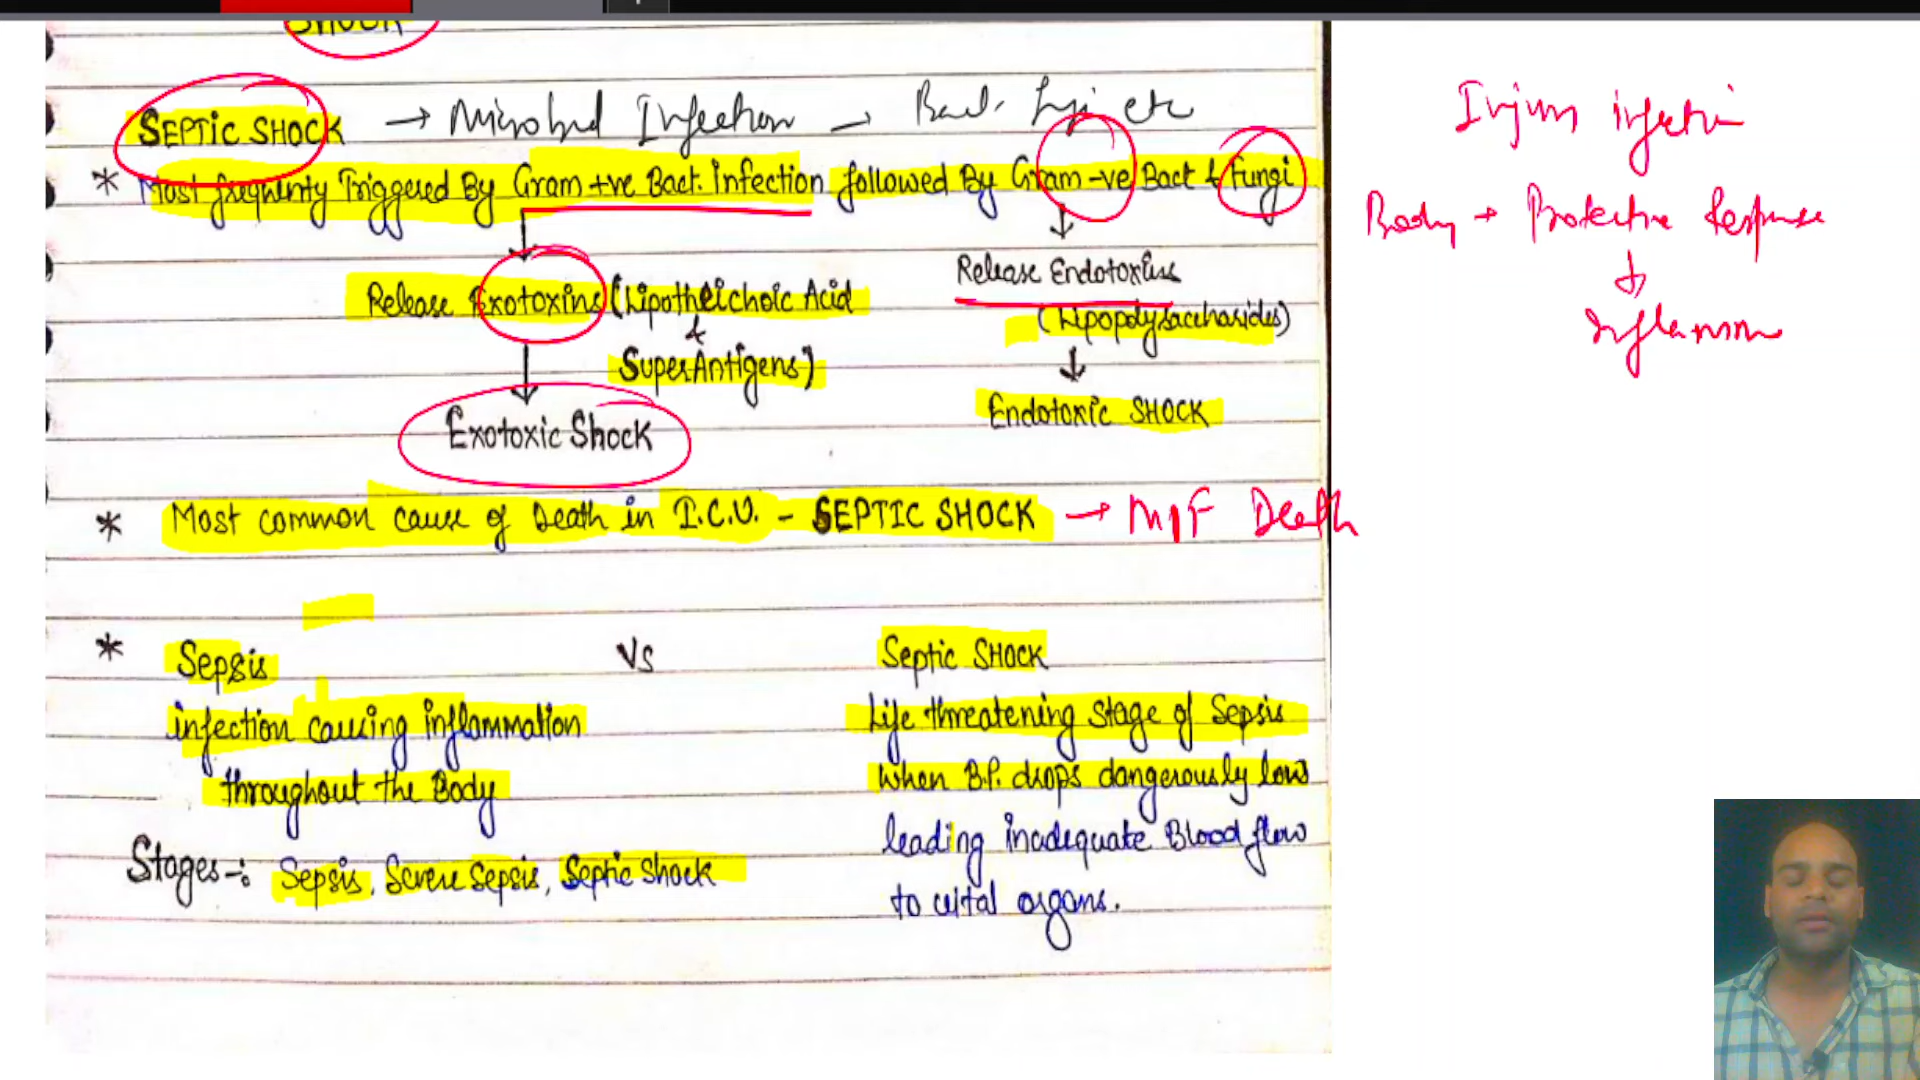 SHOCK
SEPTIC SHOCK → Microbial Infection → Bact. fungi etc
* Most frequenty Triggered By Gram +ve Bact. Infection followed By Gram -ve Bact & Fungi
Release Exotoxins (Lipotheichoic Acid
&
SuperAntigens)
Release Endotoxins
(Lipopolysaccharides)
Exotoxic Shock
Endotoxic SHOCK
* Most common cause of Death in I.C.U. - SEPTIC SHOCK → Death
* Sepsis Vs Septic SHOCK
infection causing inflammation
throughout the Body
Stages-: Sepsis, Severe Sepsis, Septic Shock
Life threatening stage of Sepsis
when B.P. drops dangerously low
leading inadequate Blood flow
to vital organs.
Injury infection
Body → Protective Response